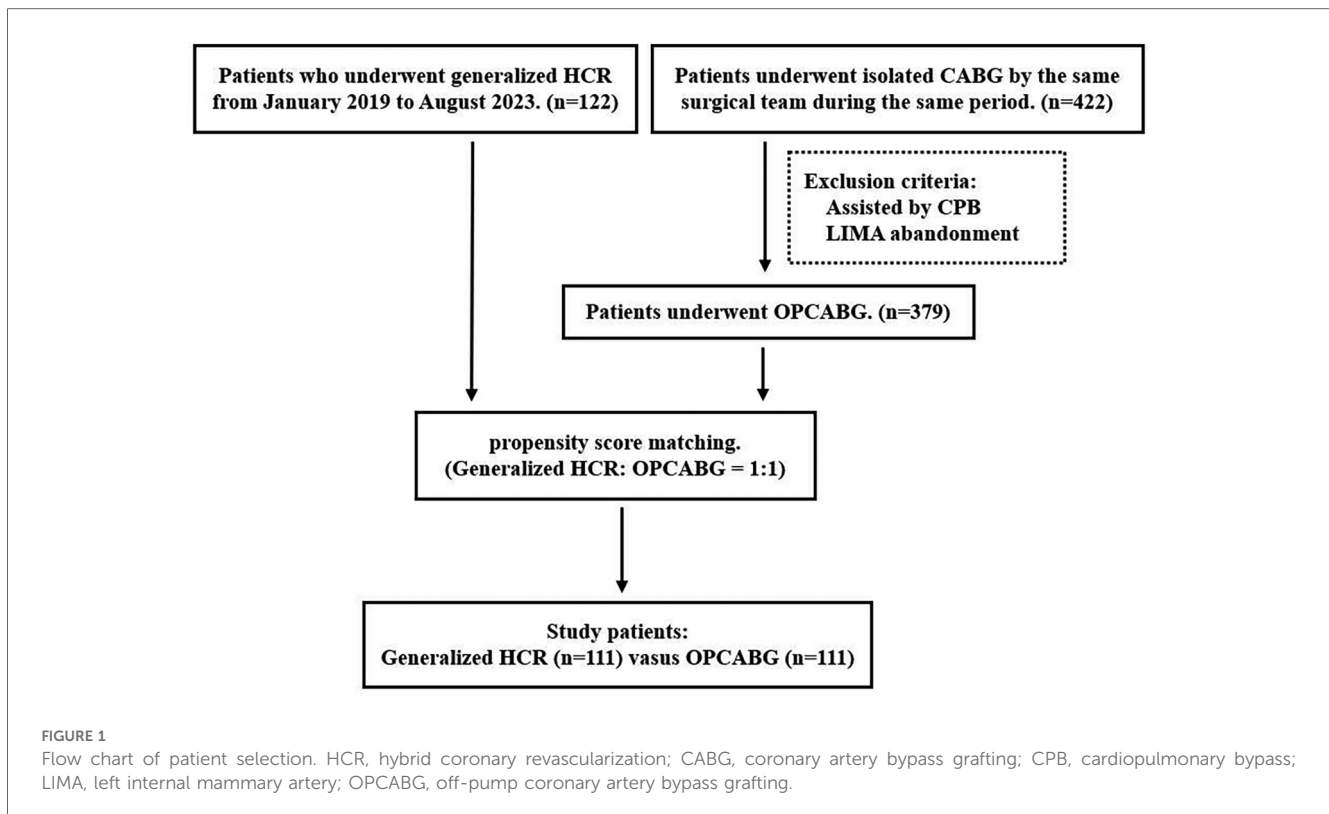 Patients who underwent generalized HCR
from January 2019 to August 2023. (n=122)
Patients underwent isolated CABG by the same
surgical team during the same period. (n=422)
Exclusion criteria:
Assisted by CPB
LIMA abandonment
Patients underwent OPCABG. (n=379)
propensity score matching.
(Generalized HCR: OPCABG = 1:1)
Study patients:
Generalized HCR (n=111) vasus OPCABG (n=111)
FIGURE 1
Flow chart of patient selection. HCR, hybrid coronary revascularization; CABG, coronary artery bypass grafting; CPB, cardiopulmonary bypass;
LIMA, left internal mammary artery; OPCABG, off-pump coronary artery bypass grafting.